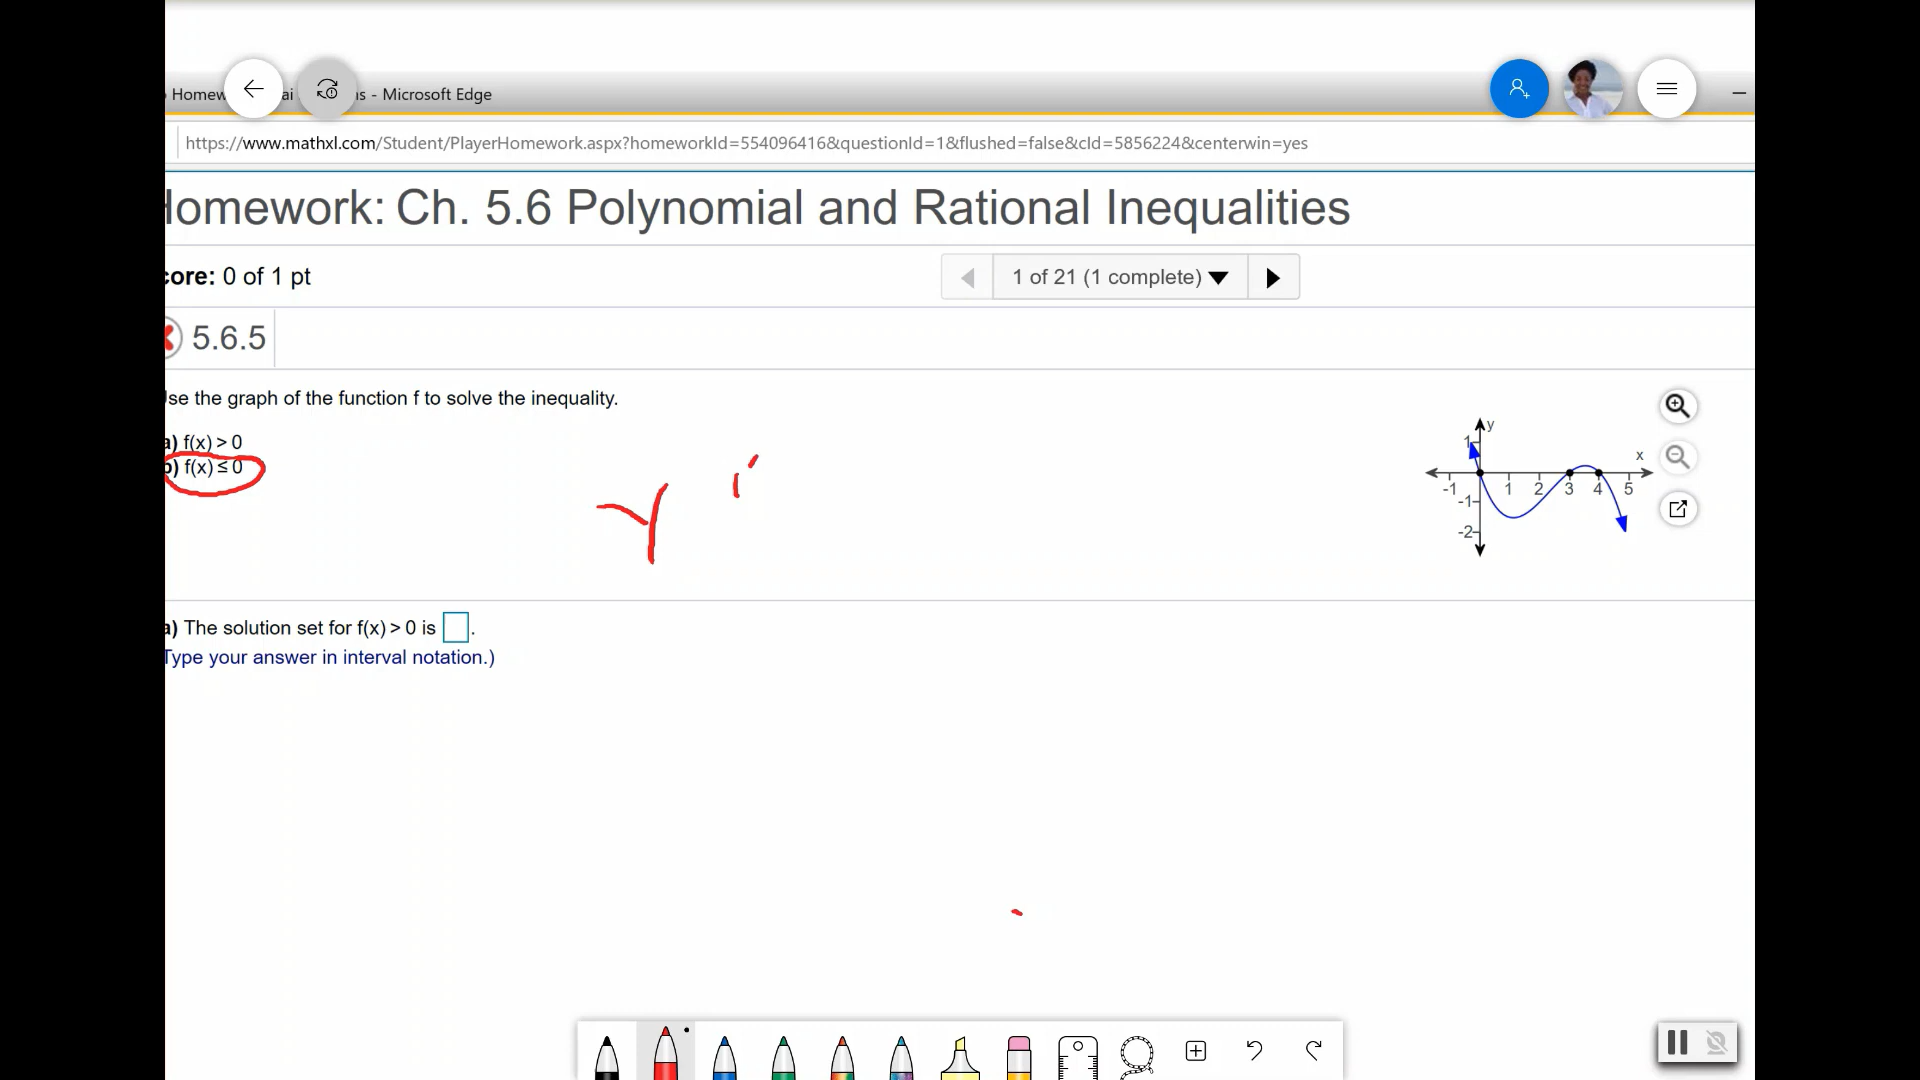 Homew ai s - Microsoft Edge
https://www.mathxl.com/Student/PlayerHomework.aspx?homeworkId=554096416&questionId=1&flushed=false&cId=5856224&centerwin=yes
omework: Ch. 5.6 Polynomial and Rational Inequalities
core: 0 of 1 pt
1 of 21 (1 complete)
5.6.5
se the graph of the function f to solve the inequality.
a) f(x) > 0
b) f(x) ≤ 0
Y i
y
1
x
-1 1 2 3 4 5
-1
-2
a) The solution set for f(x) > 0 is .
Type your answer in interval notation.)